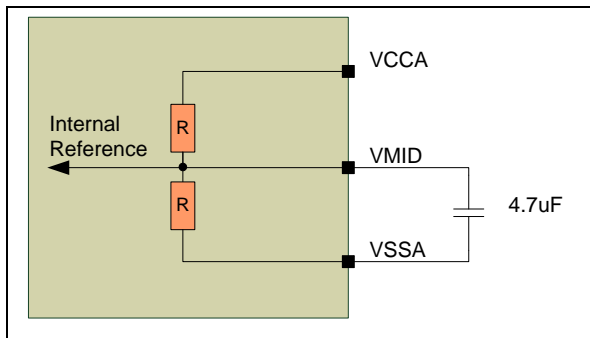 VCCA
R
Internal
Reference
VMID
R
4.7uF
VSSA